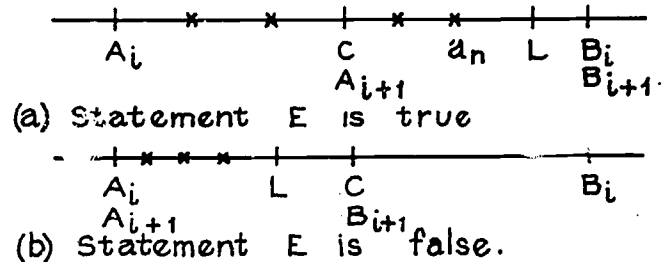 A_i C a_n L B_i
A_{i+1} B_{i+1}
(a) Statement E is true
A_i L C B_i
A_{i+1} B_{i+1}
(b) Statement E is false.